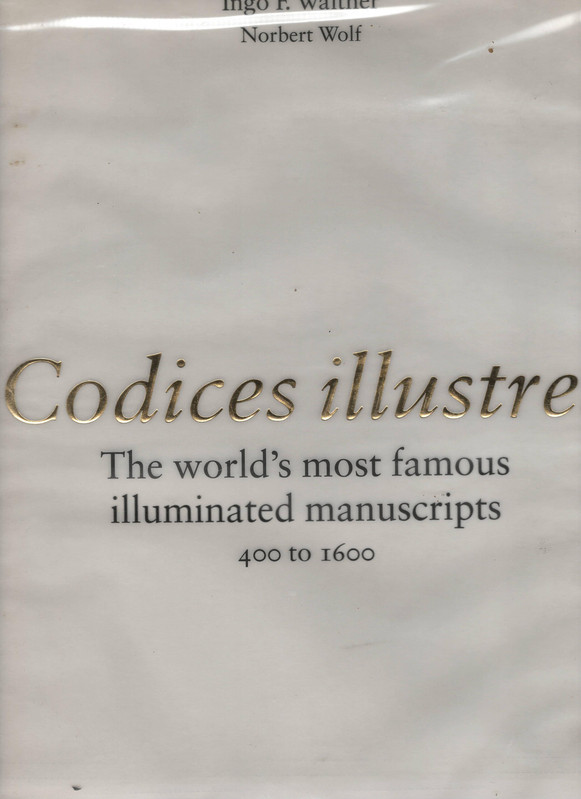 Ingo F. Walther
Norbert Wolf
Codices illustre
The world's most famous
illuminated manuscripts
400 to 1600